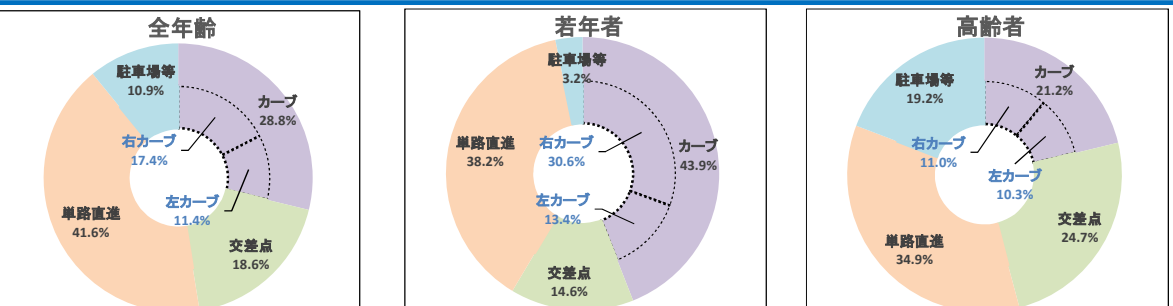 全年齢
駐車場等
10.9%
カーブ
28.8%
右カーブ
17.4%
左カーブ
11.4%
単路直進
41.6%
交差点
18.6%
若年者
駐車場等
3.2%
単路直進
38.2%
右カーブ
30.6%
カーブ
43.9%
左カーブ
13.4%
交差点
14.6%
高齢者
駐車場等
19.2%
カーブ
21.2%
右カーブ
11.0%
左カーブ
10.3%
単路直進
34.9%
交差点
24.7%